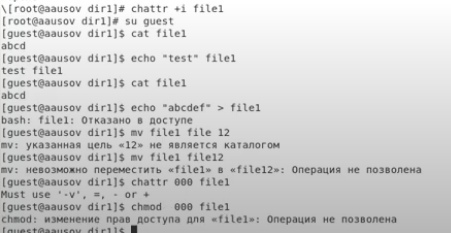 \[root@aausov dir1]# chattr +i file1
[root@aausov dir1]# su guest
[guest@aausov dir1]$ cat file1
abcd
[guest@aausov dir1]$ echo "test" file1
test file1
[guest@aausov dir1]$ cat file1
abcd
[guest@aausov dir1]$ echo "abcdef" > file1
bash: file1: Отказано в доступе
[guest@aausov dir1]$ mv file1 file 12
mv: указанная цель «12» не является каталогом
[guest@aausov dir1]$ mv file1 file12
mv: невозможно переместить «file1» в «file12»: Операция не позволена
[guest@aausov dir1]$ chattr 000 file1
Must use '-v', =, - or +
[guest@aausov dir1]$ chmod  000 file1
chmod: изменение прав доступа для «file1»: Операция не позволена
[guest@aausov dir1]$